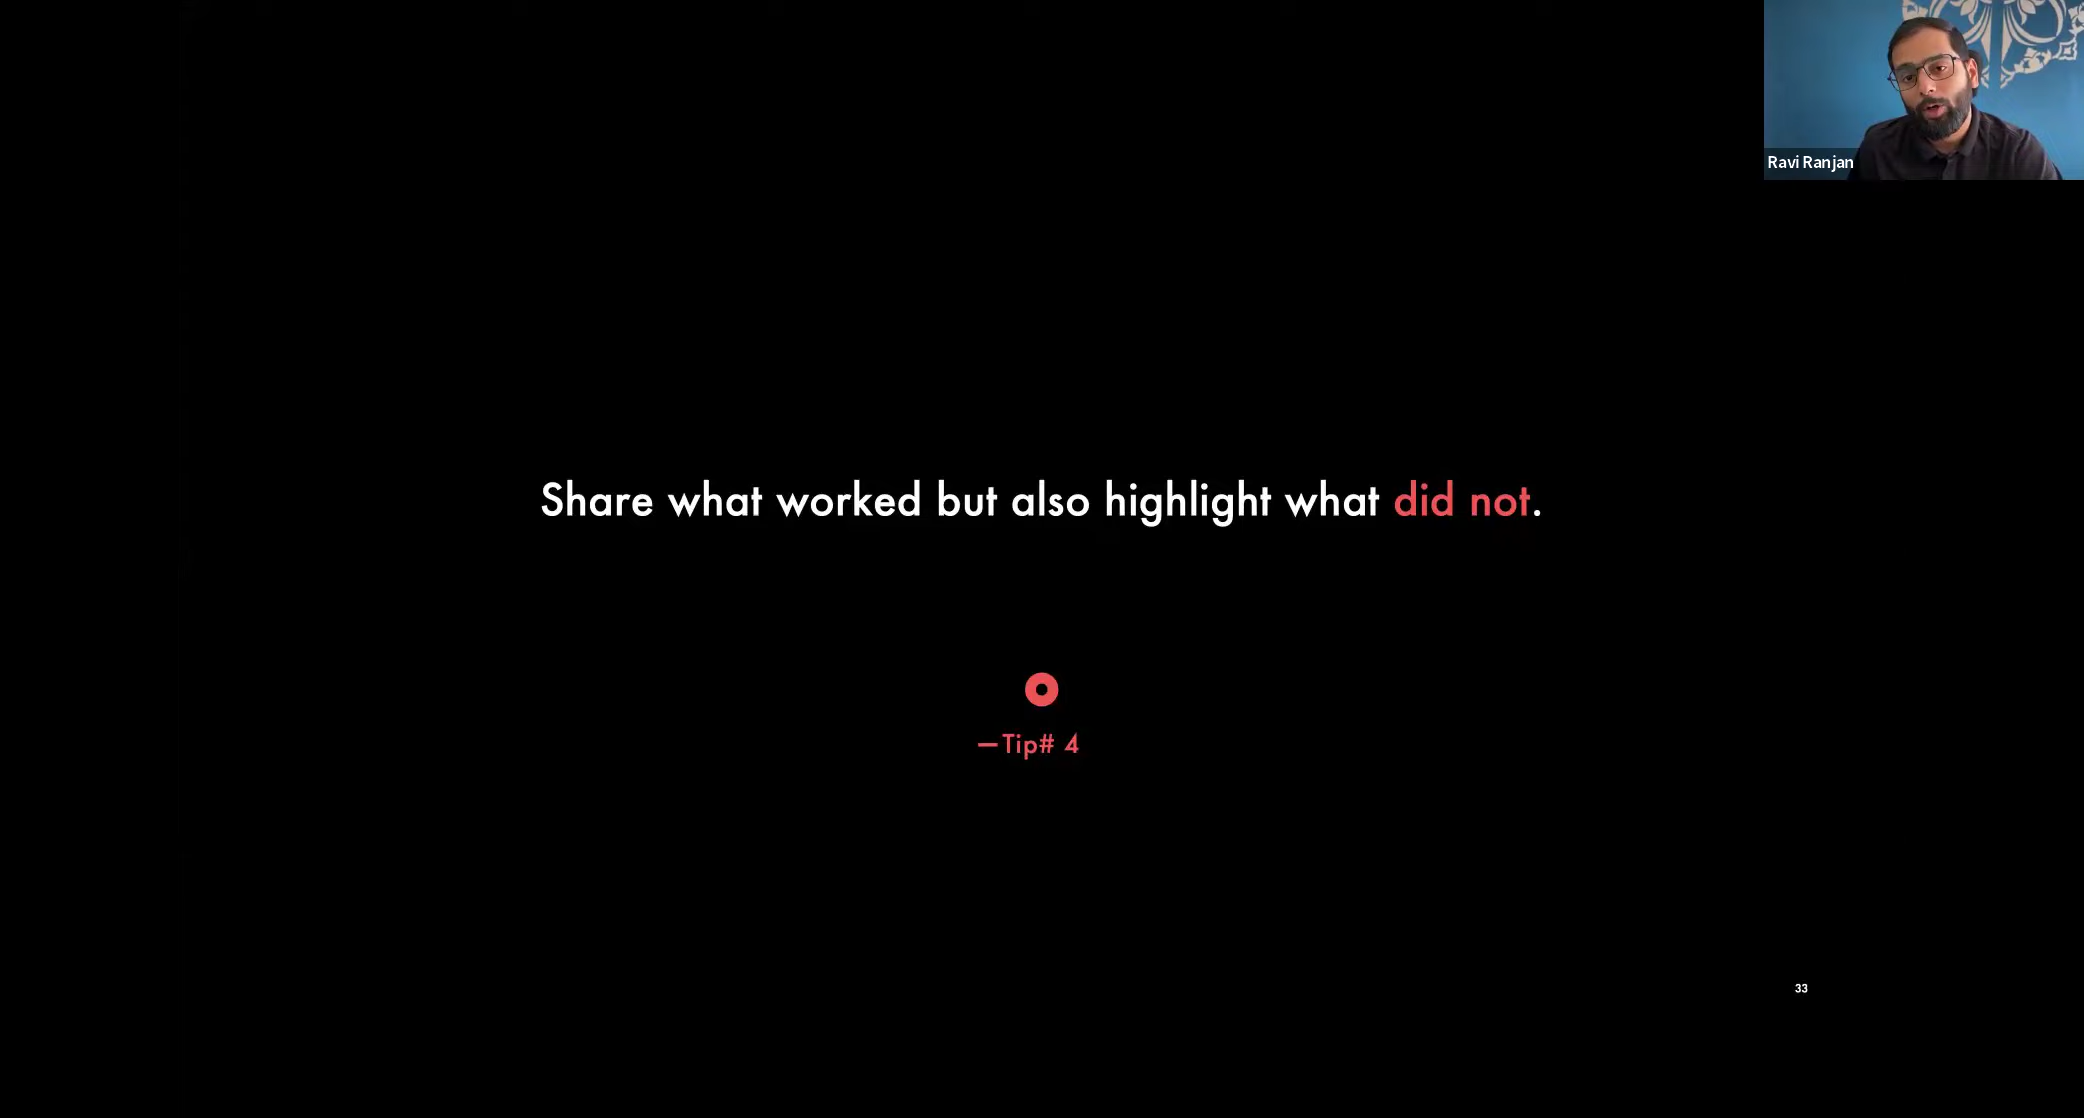 Ravi Ranjan
Share what worked but also highlight what did not.
—Tip# 4
33